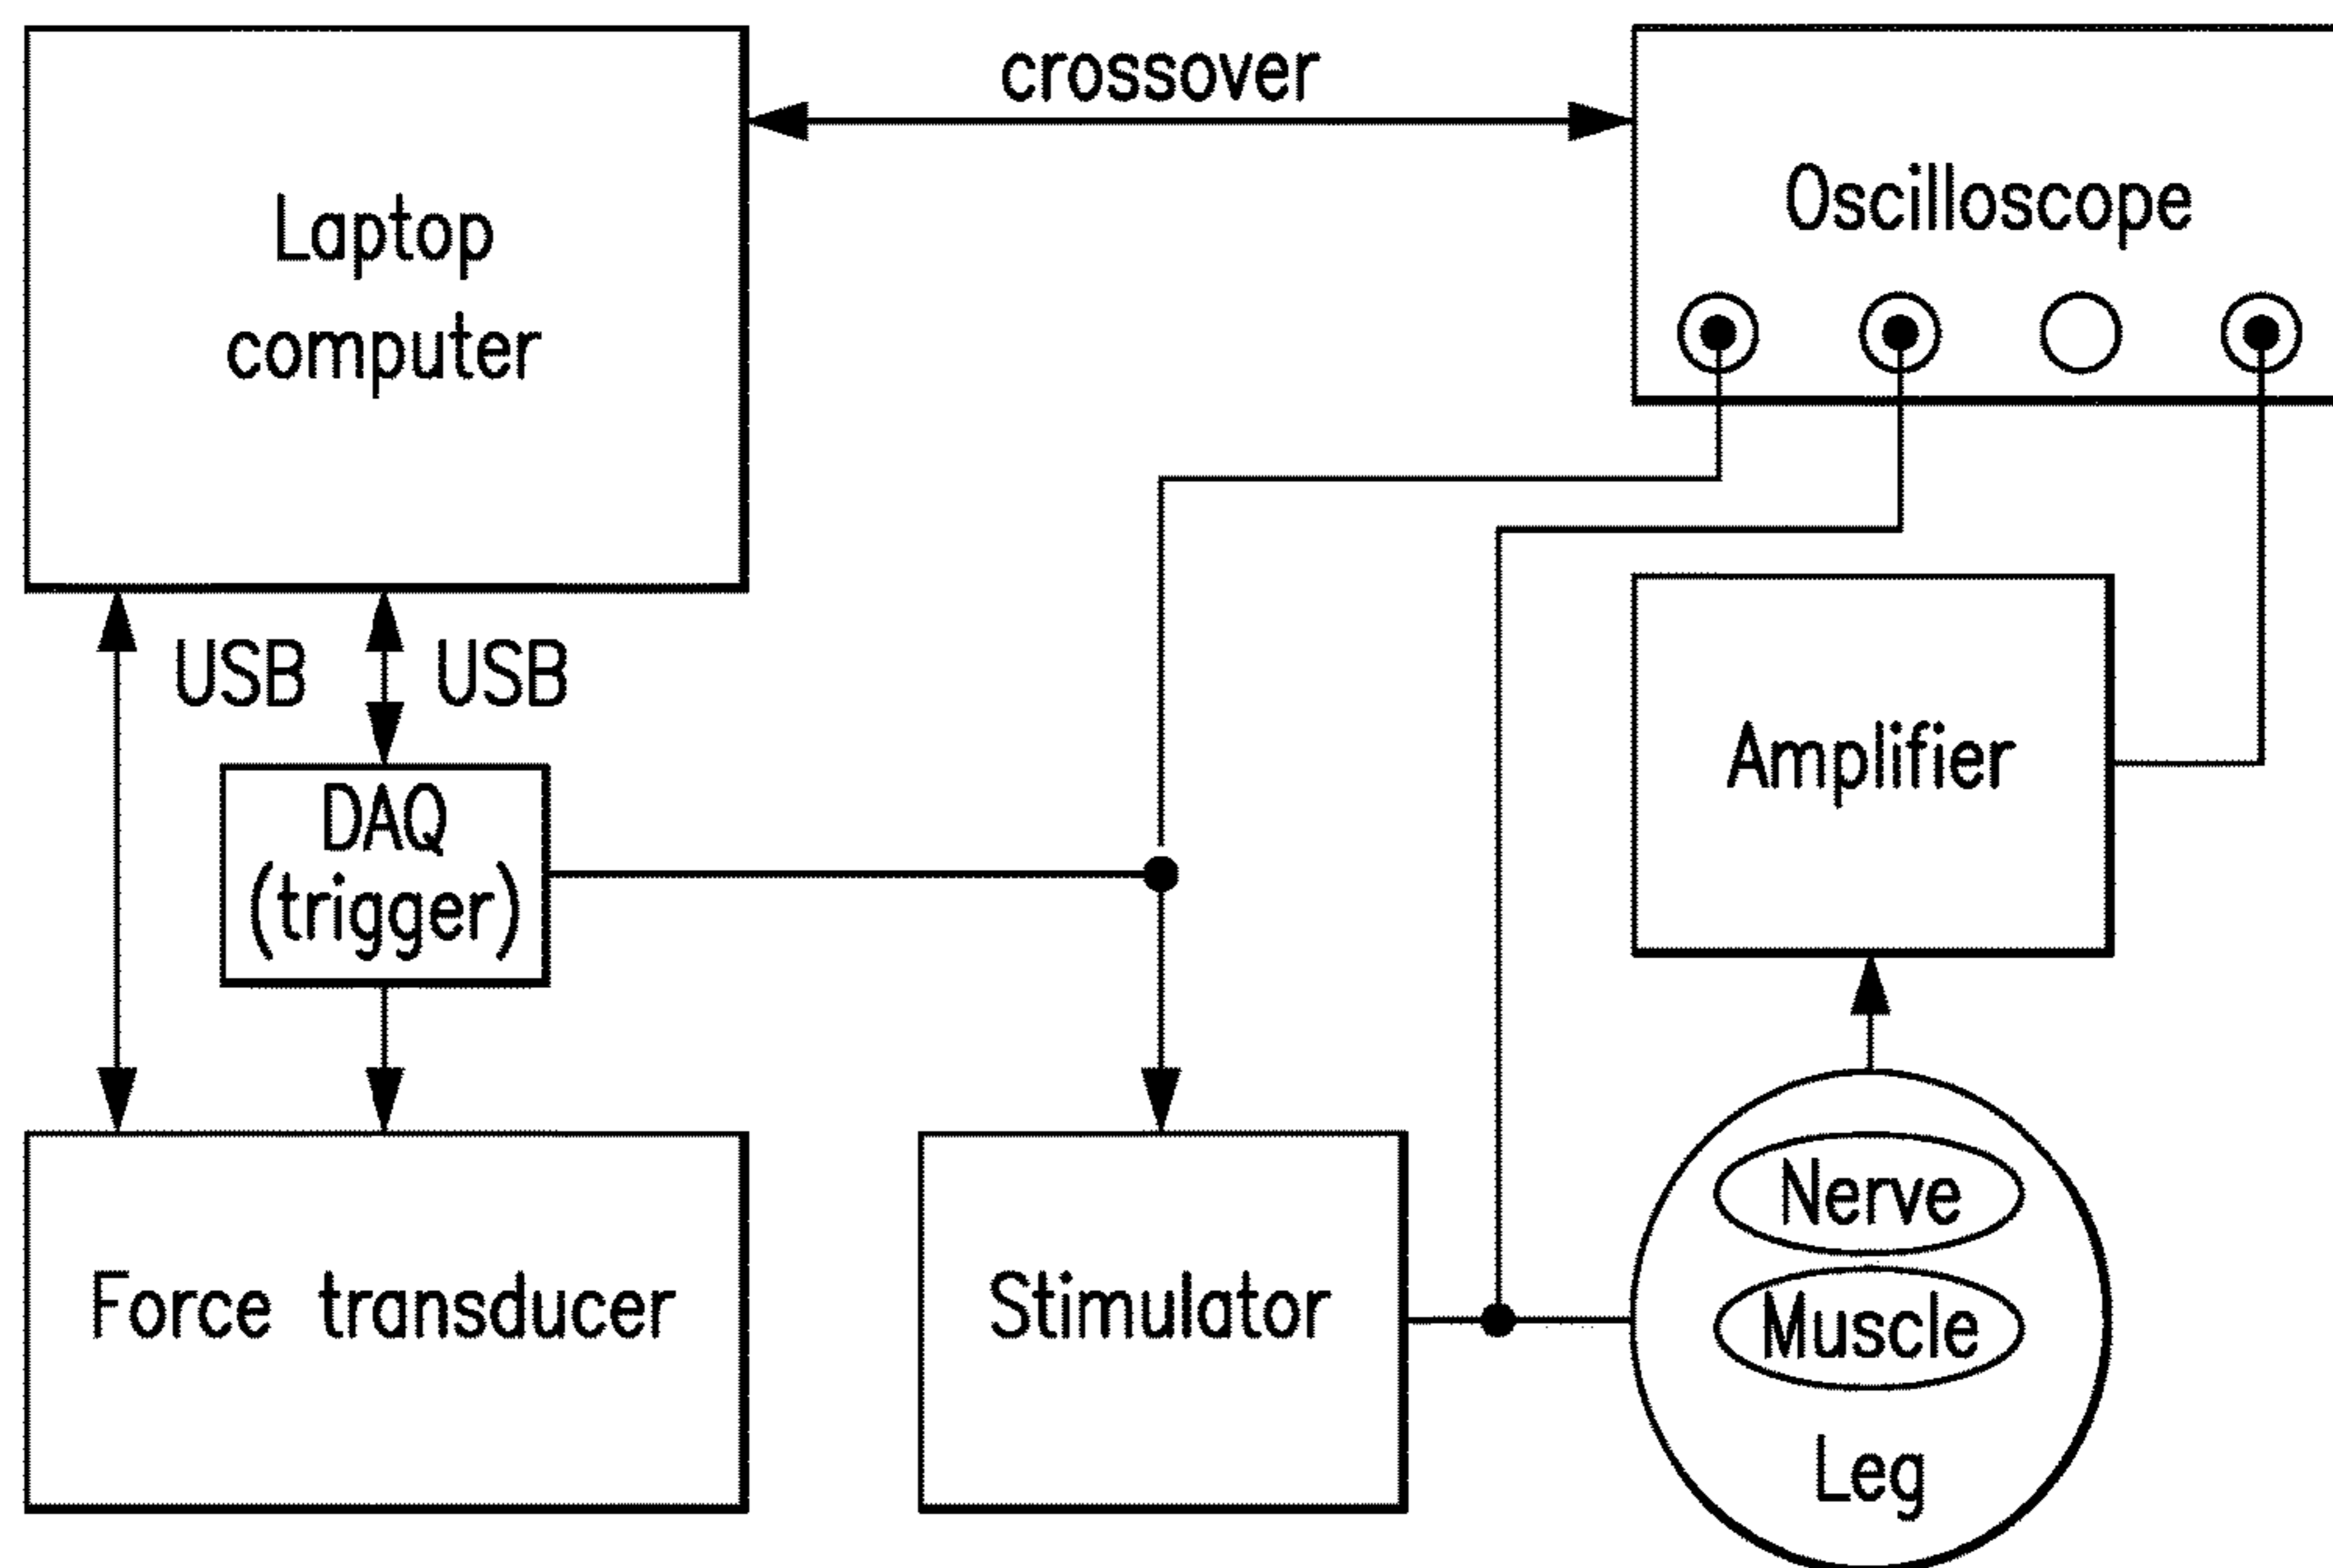 crossover
Laptop
computer
Oscilloscope
USB
USB
DAQ
(trigger)
Amplifier
Force transducer
Stimulator
Nerve
Muscle
Leg